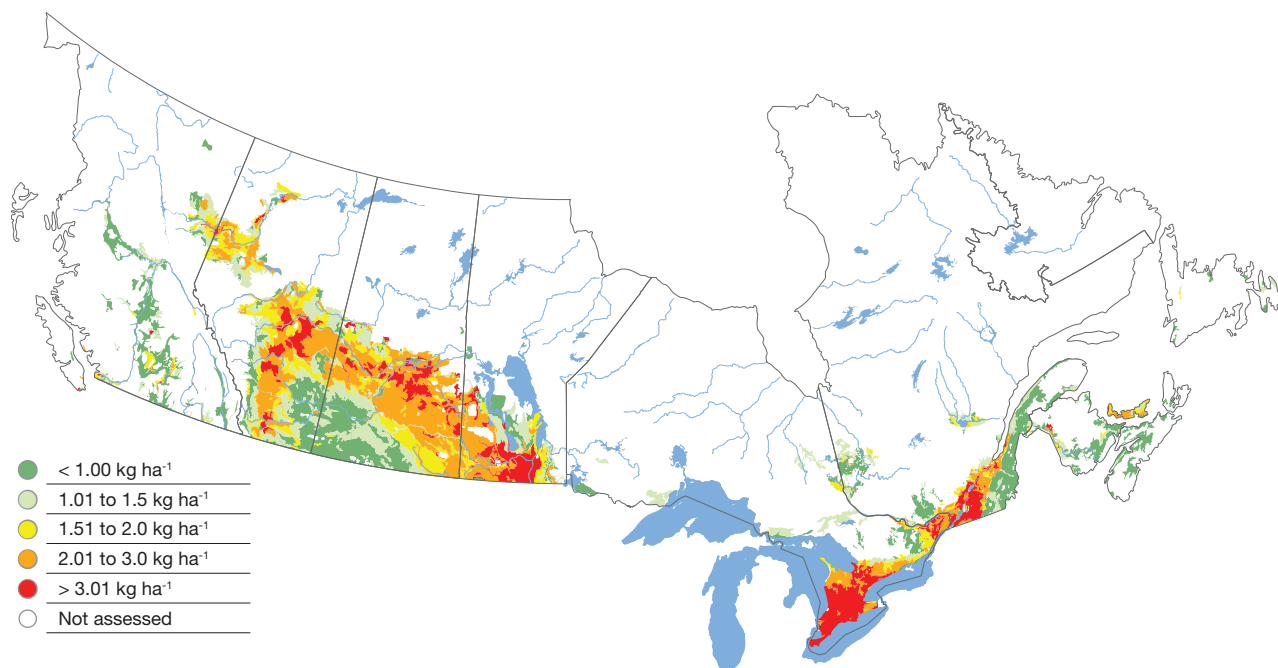 < 1.00 kg ha⁻¹
1.01 to 1.5 kg ha⁻¹
1.51 to 2.0 kg ha⁻¹
2.01 to 3.0 kg ha⁻¹
> 3.01 kg ha⁻¹
Not assessed